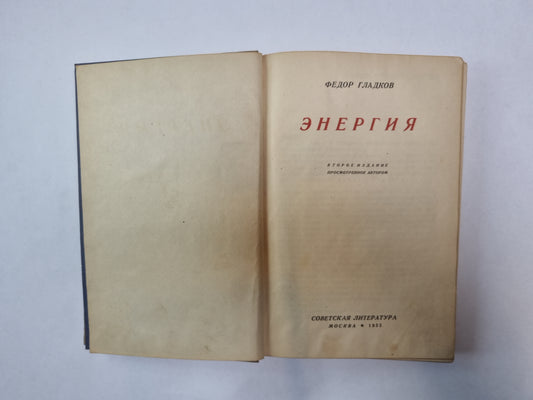 ФЕДОР ГЛАДКОВ
ЭНЕРГИЯ
ВТОРОЕ ИЗДАНИЕ
ПРОСМОТРЕННОЕ АВТОРОМ
СОВЕТСКАЯ ЛИТЕРАТУРА
МОСКВА ★ 1933